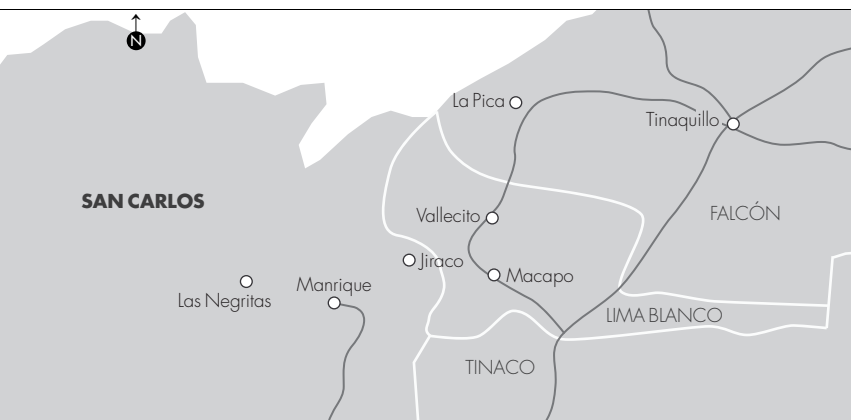 N
La Pica
Tinaquillo
SAN CARLOS
FALCÓN
Vallecito
Jiraco
Macapo
Manrique
Las Negritas
LIMA BLANCO
TINACO